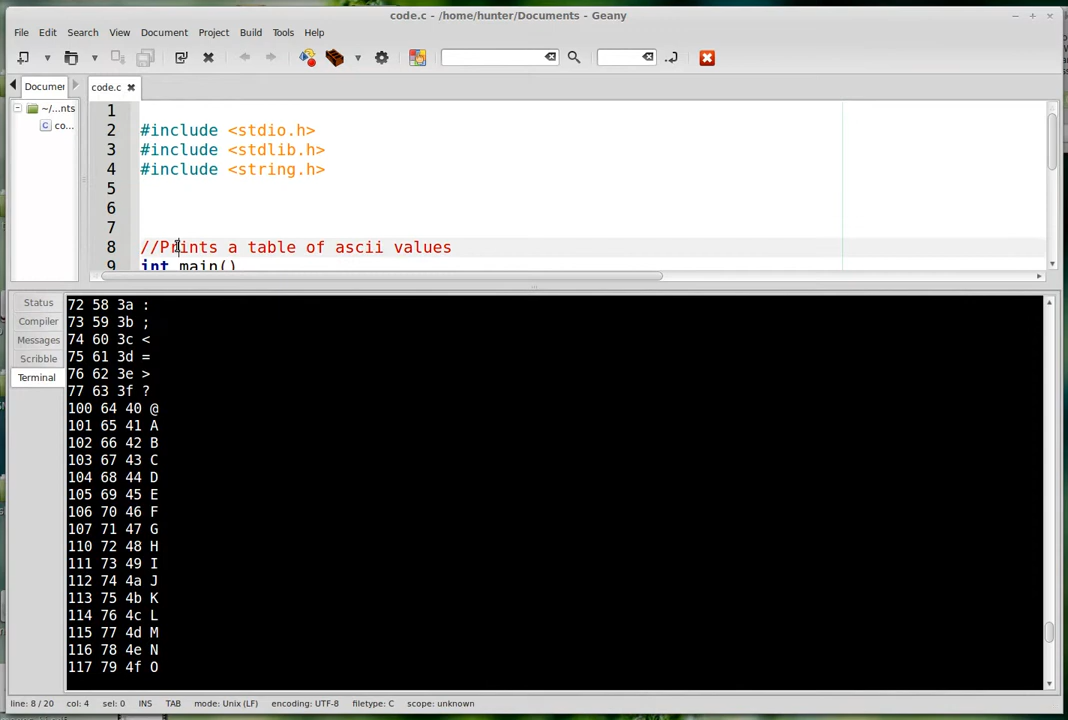 code.c - /home/hunter/Documents - Geany
File Edit Search View Document Project Build Tools Help
Documer
code.c
~/...nts
co...
1
2 #include <stdio.h>
3 #include <stdlib.h>
4 #include <string.h>
5
6
7
8 //Prints a table of ascii values
9 int main()
Status
Compiler
Messages
Scribble
Terminal
72 58 3a :
73 59 3b ;
74 60 3c <
75 61 3d =
76 62 3e >
77 63 3f ?
100 64 40 @
101 65 41 A
102 66 42 B
103 67 43 C
104 68 44 D
105 69 45 E
106 70 46 F
107 71 47 G
110 72 48 H
111 73 49 I
112 74 4a J
113 75 4b K
114 76 4c L
115 77 4d M
116 78 4e N
117 79 4f O
line: 8 / 20 col: 4 sel: 0 INS TAB mode: Unix (LF) encoding: UTF-8 filetype: C scope: unknown